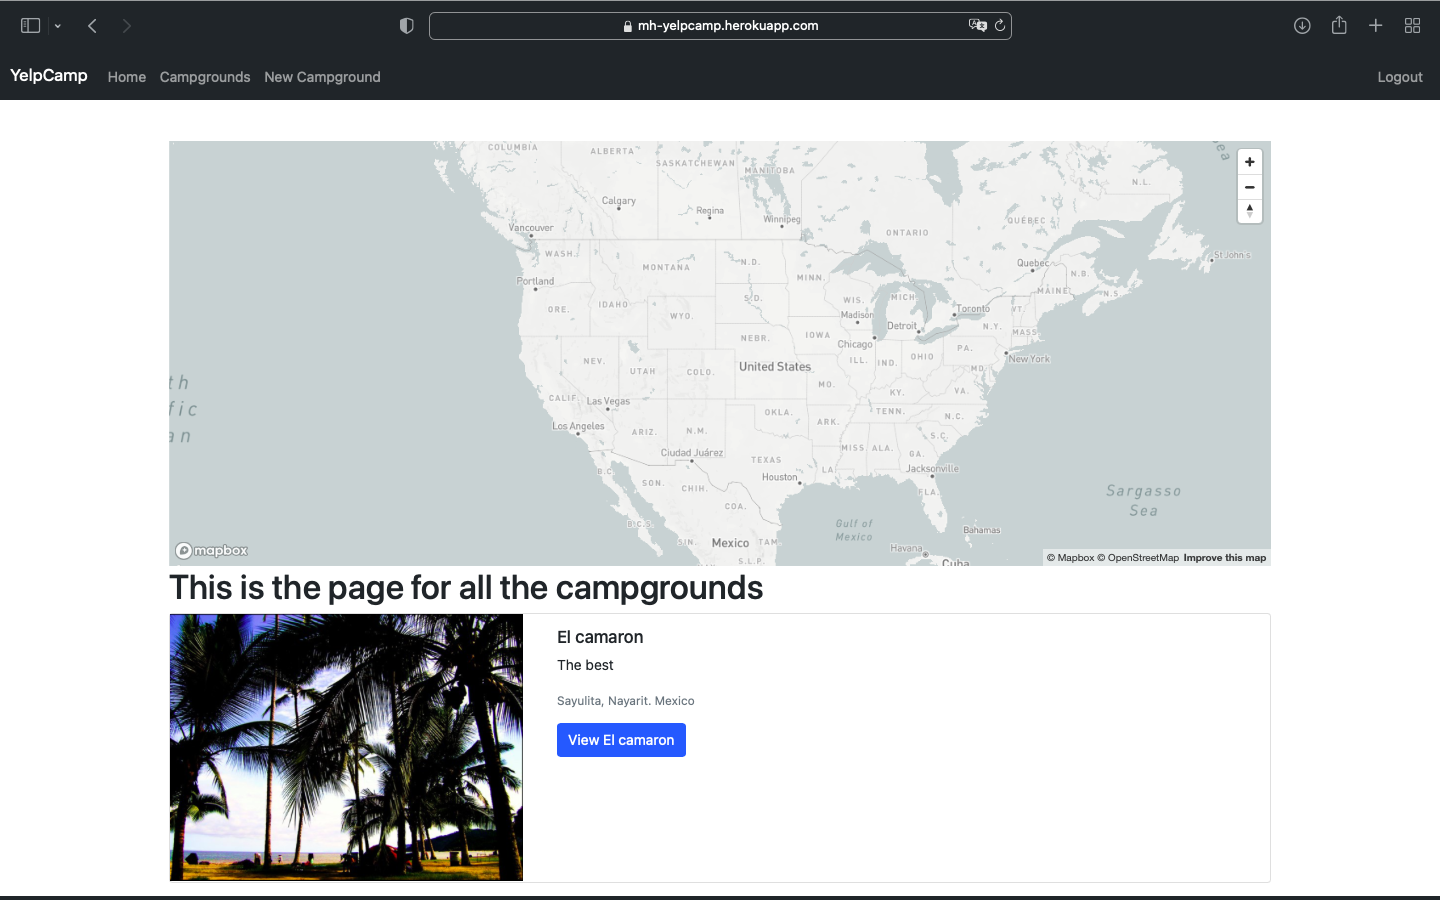 mh-yelpcamp.herokuapp.com
YelpCamp Home Campgrounds New Campground Logout
COLUMBIA
ALBERTA
SASKATCHEWAN
MANITOBA
N.L.
Calgary
Regina
Winnipeg
QUÉBEC
Vancouver
ONTARIO
WASH.
St John's
MONTANA
N.D.
Quebec
MINN.
N.B.
Portland
MAINE
IDAHO
S.D.
WIS.
MICH.
N.S.
ORE.
WYO.
Madison
Toronto
VT.
Detroit
N.Y.
MASS.
NEBR.
IOWA
Chicago
PA.
New York
NEV.
UTAH
COLO.
United States
ILL.
IND.
OHIO
MD.
th
fic
an
MO.
KY.
VA.
CALIF.
Las Vegas
OKLA.
TENN.
N.C.
Los Angeles
ARIZ.
N.M.
ARK.
S.C.
Ciudad Juárez
MISS.
ALA.
GA.
B.C.
TEXAS
LA.
Jacksonville
SON.
CHIH.
Houston
FLA.
Sargasso
Sea
COA.
B.C.S.
Gulf of
Mexico
Bahamas
SIN.
Mexico
TAM.
Havana
S.L.P.
Cuba
mapbox
© Mapbox © OpenStreetMap Improve this map
This is the page for all the campgrounds
El camaron
The best
Sayulita, Nayarit. Mexico
View El camaron